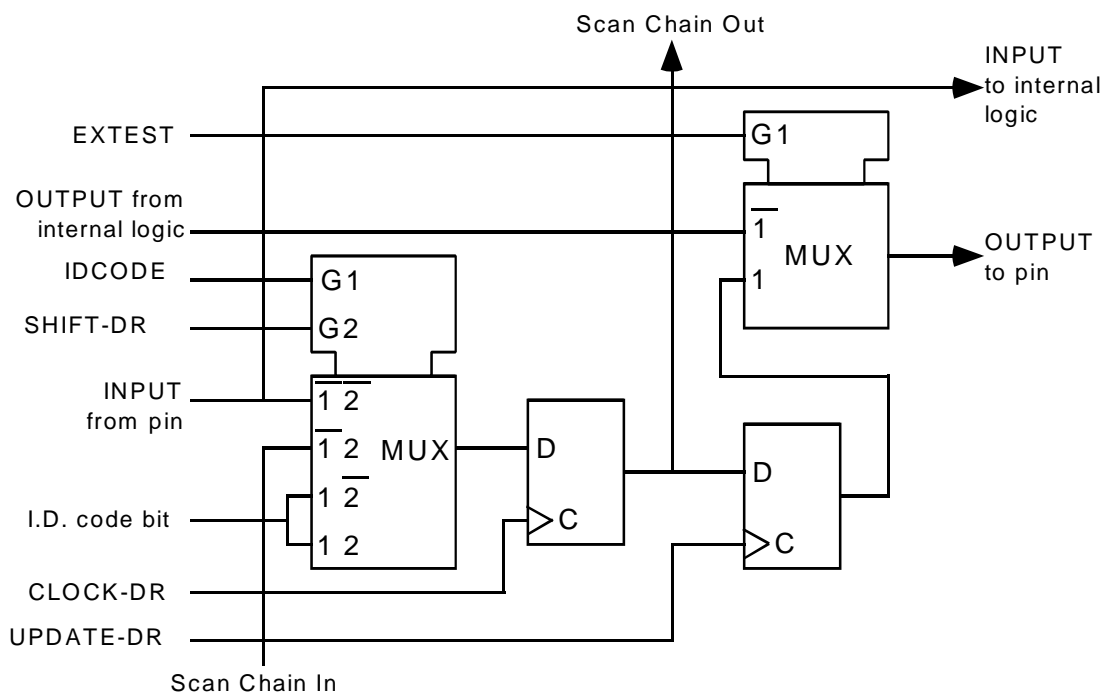 Scan Chain Out
INPUT
to internal
logic
EXTEST
G1
OUTPUT from
internal logic
1̅
MUX
OUTPUT
to pin
IDCODE
G1
1
SHIFT-DR
G2
INPUT
from pin
1̅ 2̅
1̅ 2
MUX
D
D
1 2̅
I.D. code bit
C
1 2
C
CLOCK-DR
UPDATE-DR
Scan Chain In